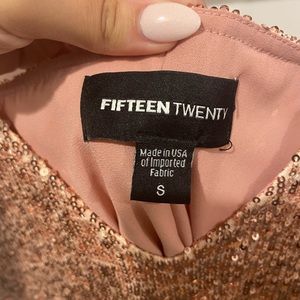 FIFTEEN TWENTY
Made in USA
of Imported
Fabric
S